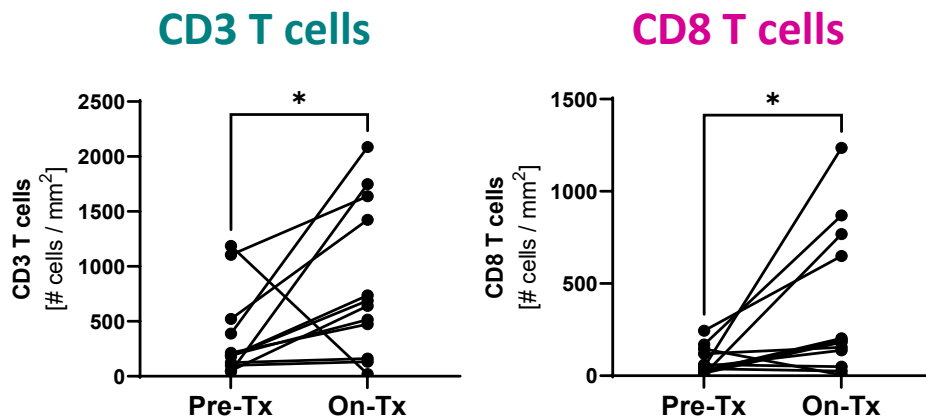 CD3 T cells
CD3 T cells
[# cells / mm²]
2500
2000
1500
1000
500
0
*
Pre-Tx On-Tx
CD8 T cells
CD8 T cells
[# cells / mm²]
1500
1000
500
0
*
Pre-Tx On-Tx